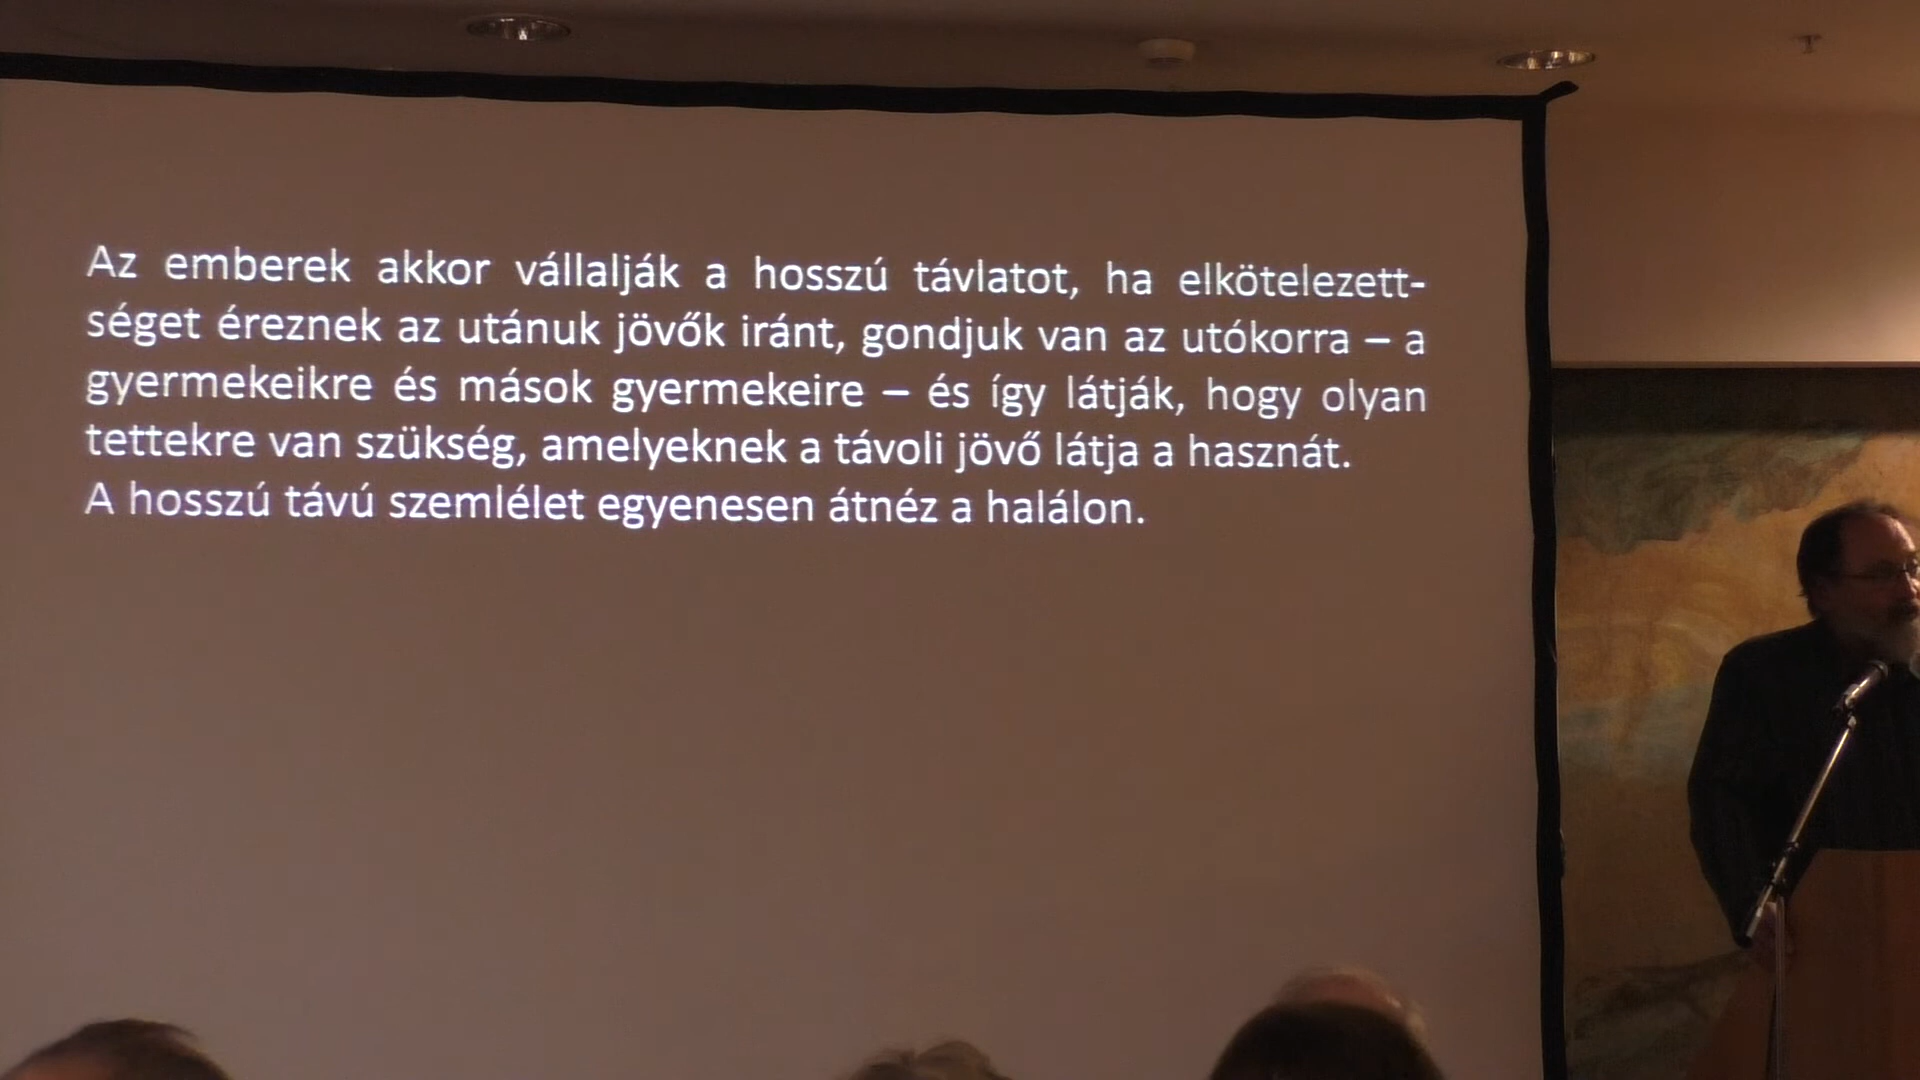 Az emberek akkor vállalják a hosszú távlatot, ha elkötelezett-
séget éreznek az utánuk jövők iránt, gondjuk van az utókorra – a
gyermekeikre és mások gyermekeire – és így látják, hogy olyan
tettekre van szükség, amelyeknek a távoli jövő látja a hasznát.
A hosszú távú szemlélet egyenesen átnéz a halálon.